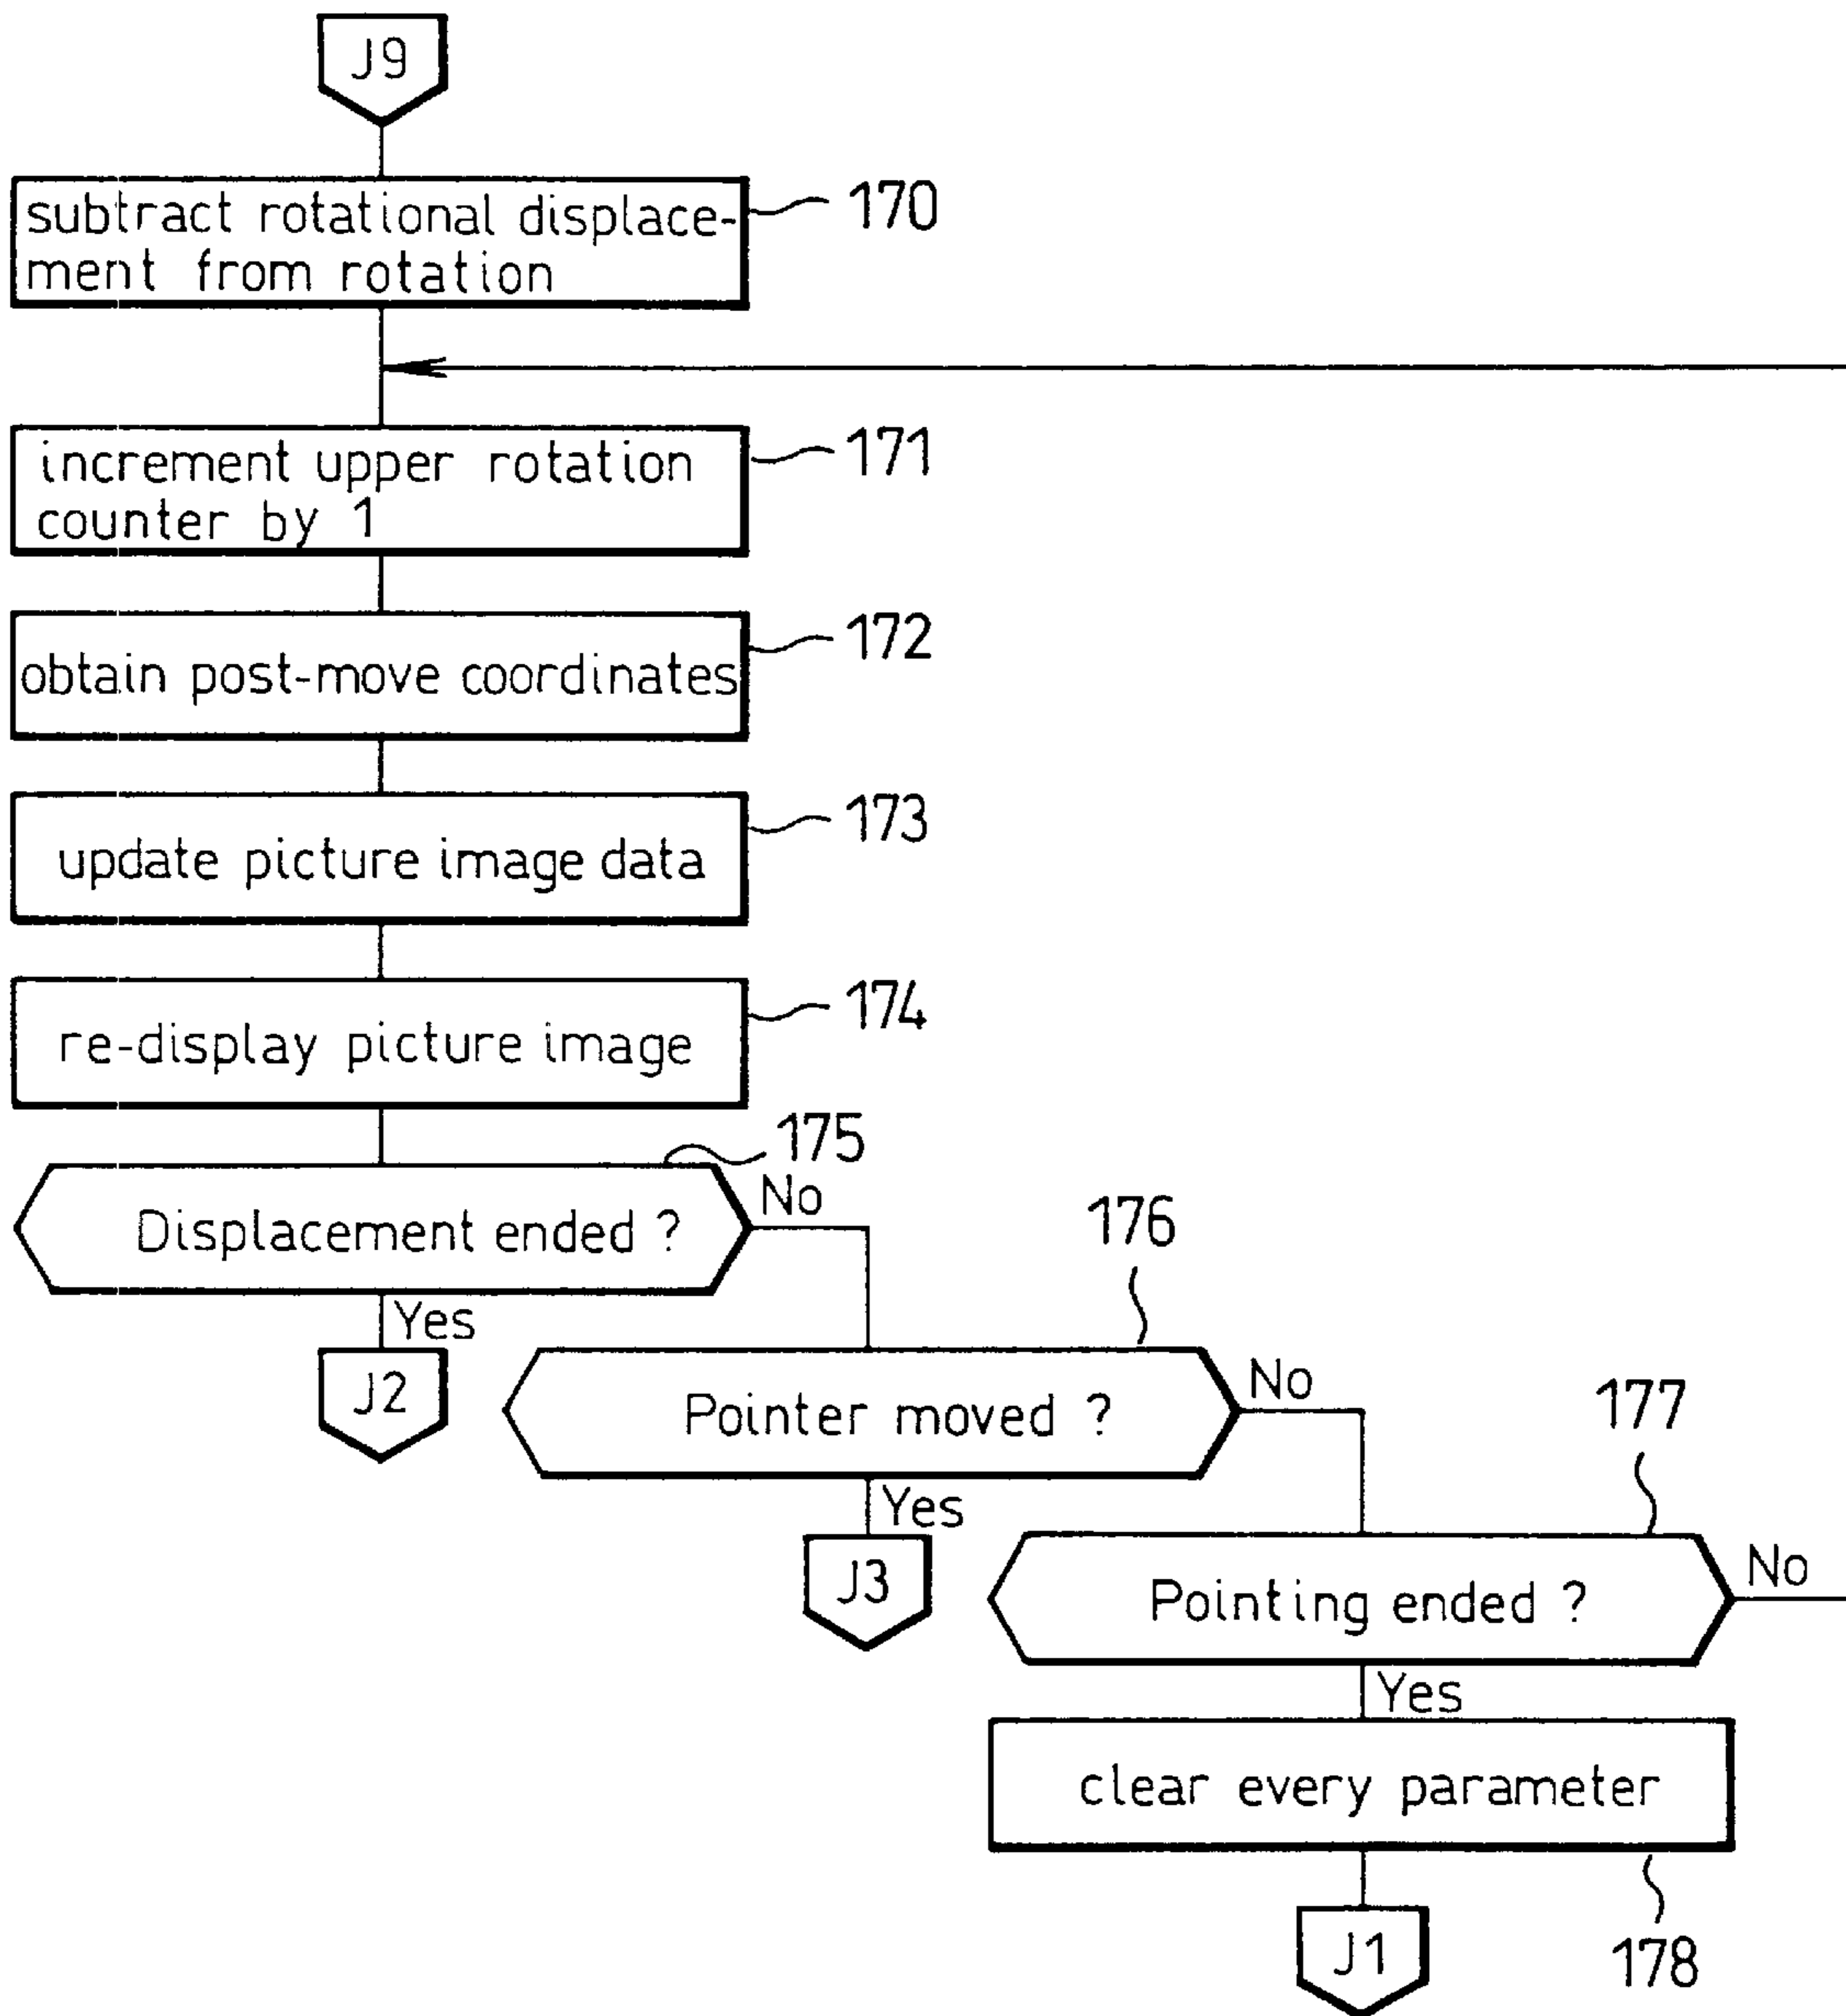 J9
subtract rotational displace-
ment from rotation
170
increment upper rotation
counter by 1
171
obtain post-move coordinates
172
update picture image data
173
re-display picture image
174
175
Displacement ended ?
No
Yes
J2
176
Pointer moved ?
No
Yes
J3
177
Pointing ended ?
No
Yes
clear every parameter
178
J1